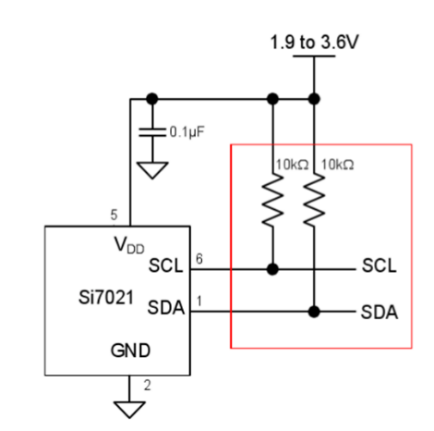 1.9 to 3.6V
0.1µF
10kΩ 10kΩ
5
VDD
SCL 6 SCL
Si7021
SDA 1 SDA
GND
2